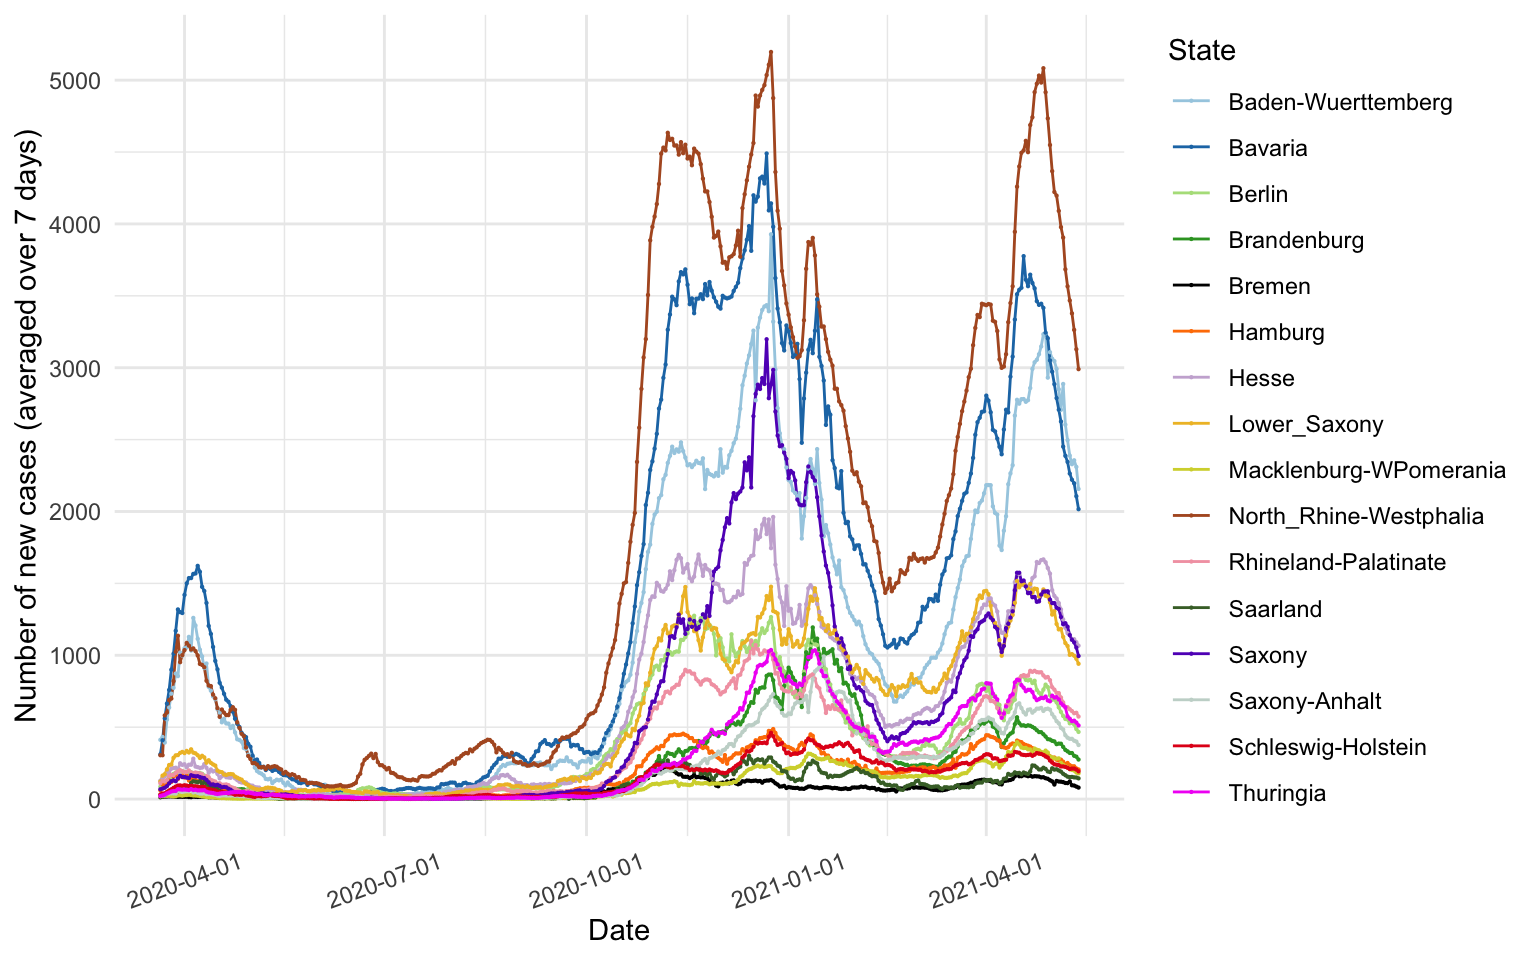 Number of new cases (averaged over 7 days)
5000
4000
3000
2000
1000
0
2020-04-01
2020-07-01
2020-10-01
2021-01-01
2021-04-01
Date
State
Baden-Wuerttemberg
Bavaria
Berlin
Brandenburg
Bremen
Hamburg
Hesse
Lower_Saxony
Macklenburg-WPomerania
North_Rhine-Westphalia
Rhineland-Palatinate
Saarland
Saxony
Saxony-Anhalt
Schleswig-Holstein
Thuringia